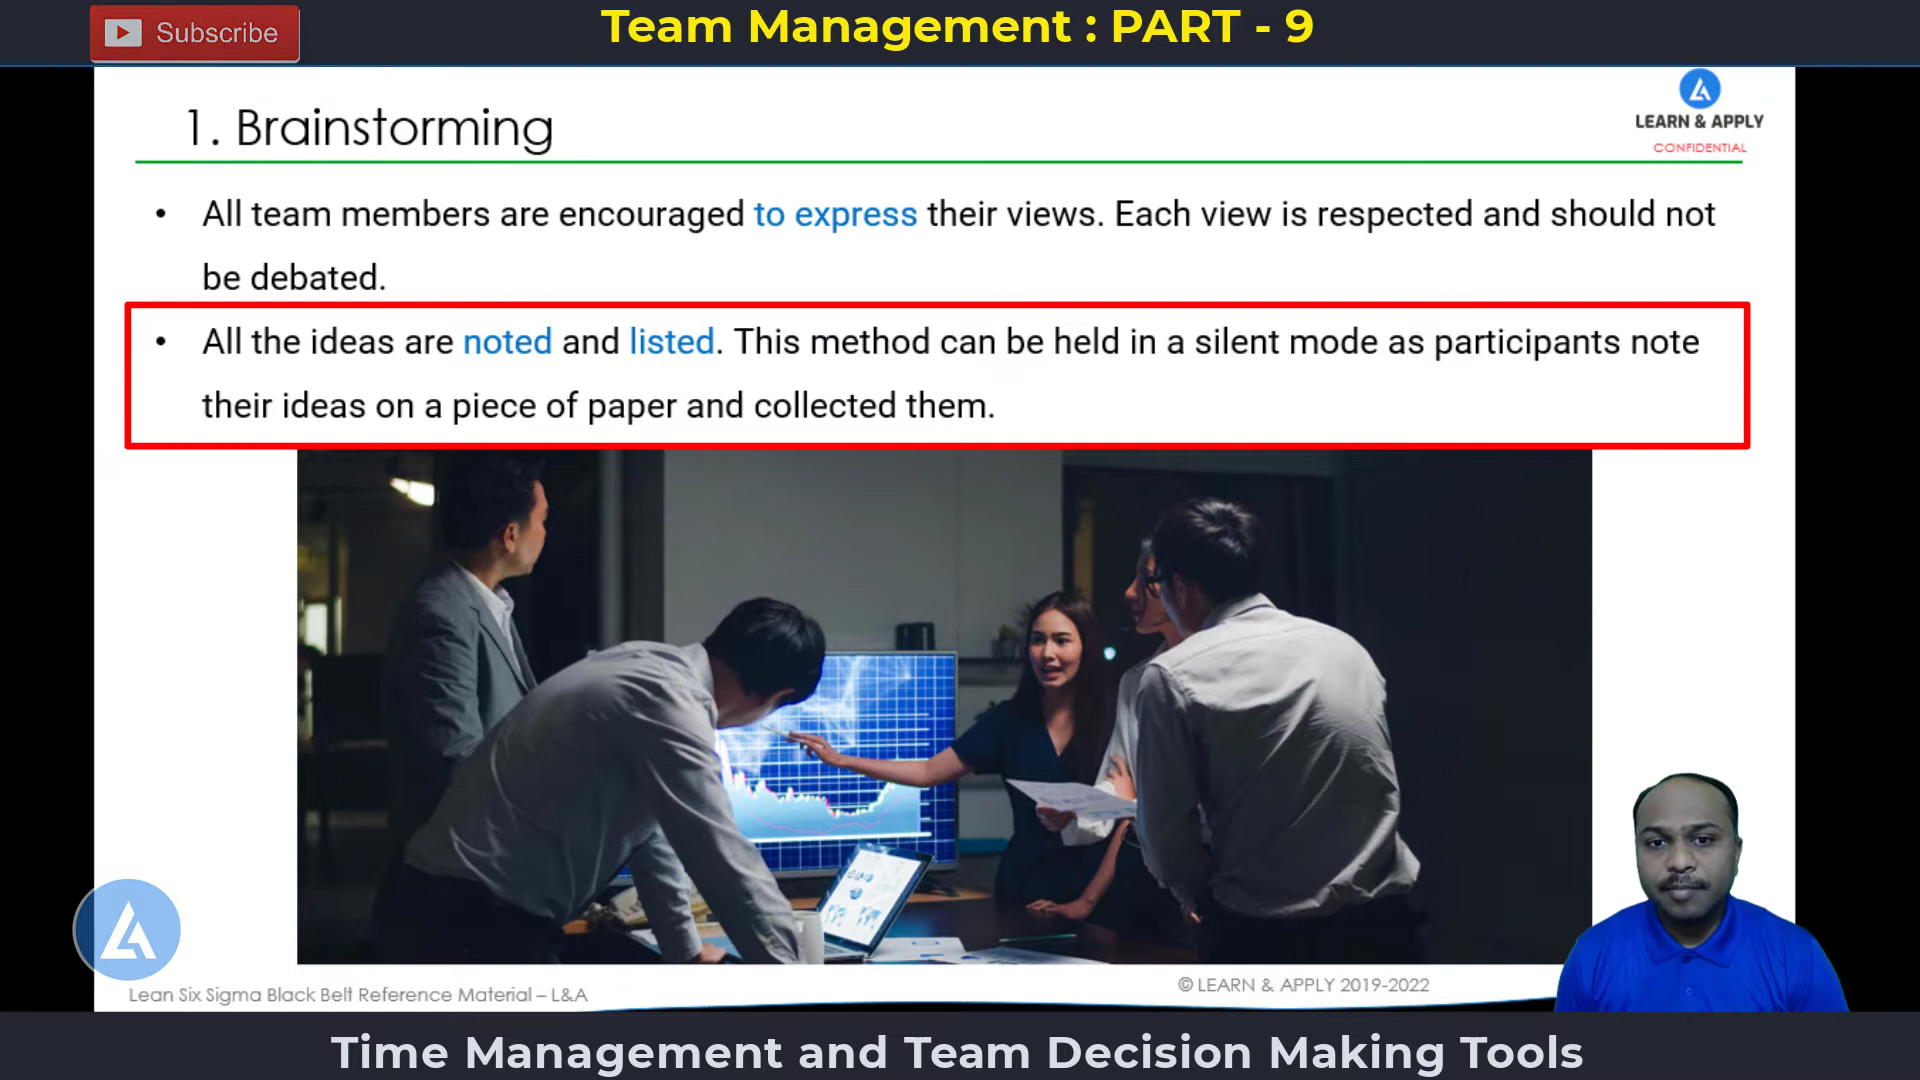 Subscribe
Team Management : PART - 9
1. Brainstorming
LEARN & APPLY
CONFIDENTIAL
• All team members are encouraged to express their views. Each view is respected and should not
be debated.
• All the ideas are noted and listed. This method can be held in a silent mode as participants note
their ideas on a piece of paper and collected them.
Lean Six Sigma Black Belt Reference Material – L&A
© LEARN & APPLY 2019-2022
Time Management and Team Decision Making Tools